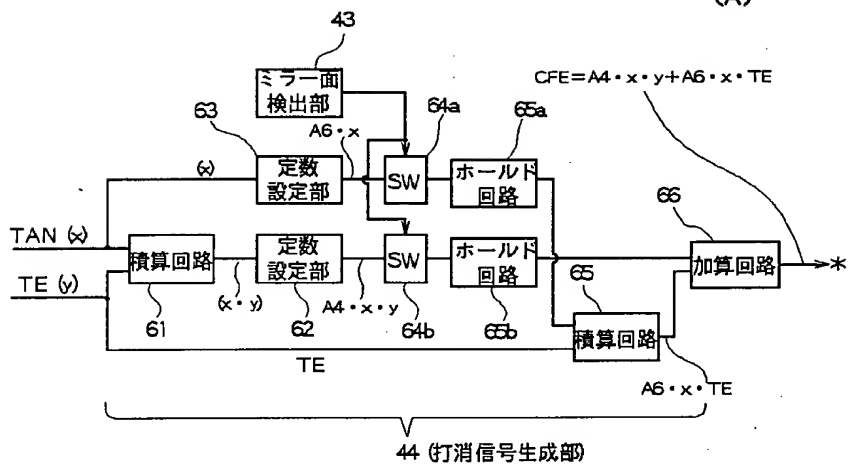 (A)
43
ミラー面
検出部
CFE=A4・x・y+A6・x・TE
63
A6・x
64a
65a
(x)
定数
設定部
SW
ホールド
回路
66
TAN (x)
積算回路
定数
設定部
SW
ホールド
回路
65
加算回路
*
TE (y)
(x・y)
61
62
A4・x・y
64b
65b
積算回路
TE
A6・x・TE
44 (打消信号生成部)